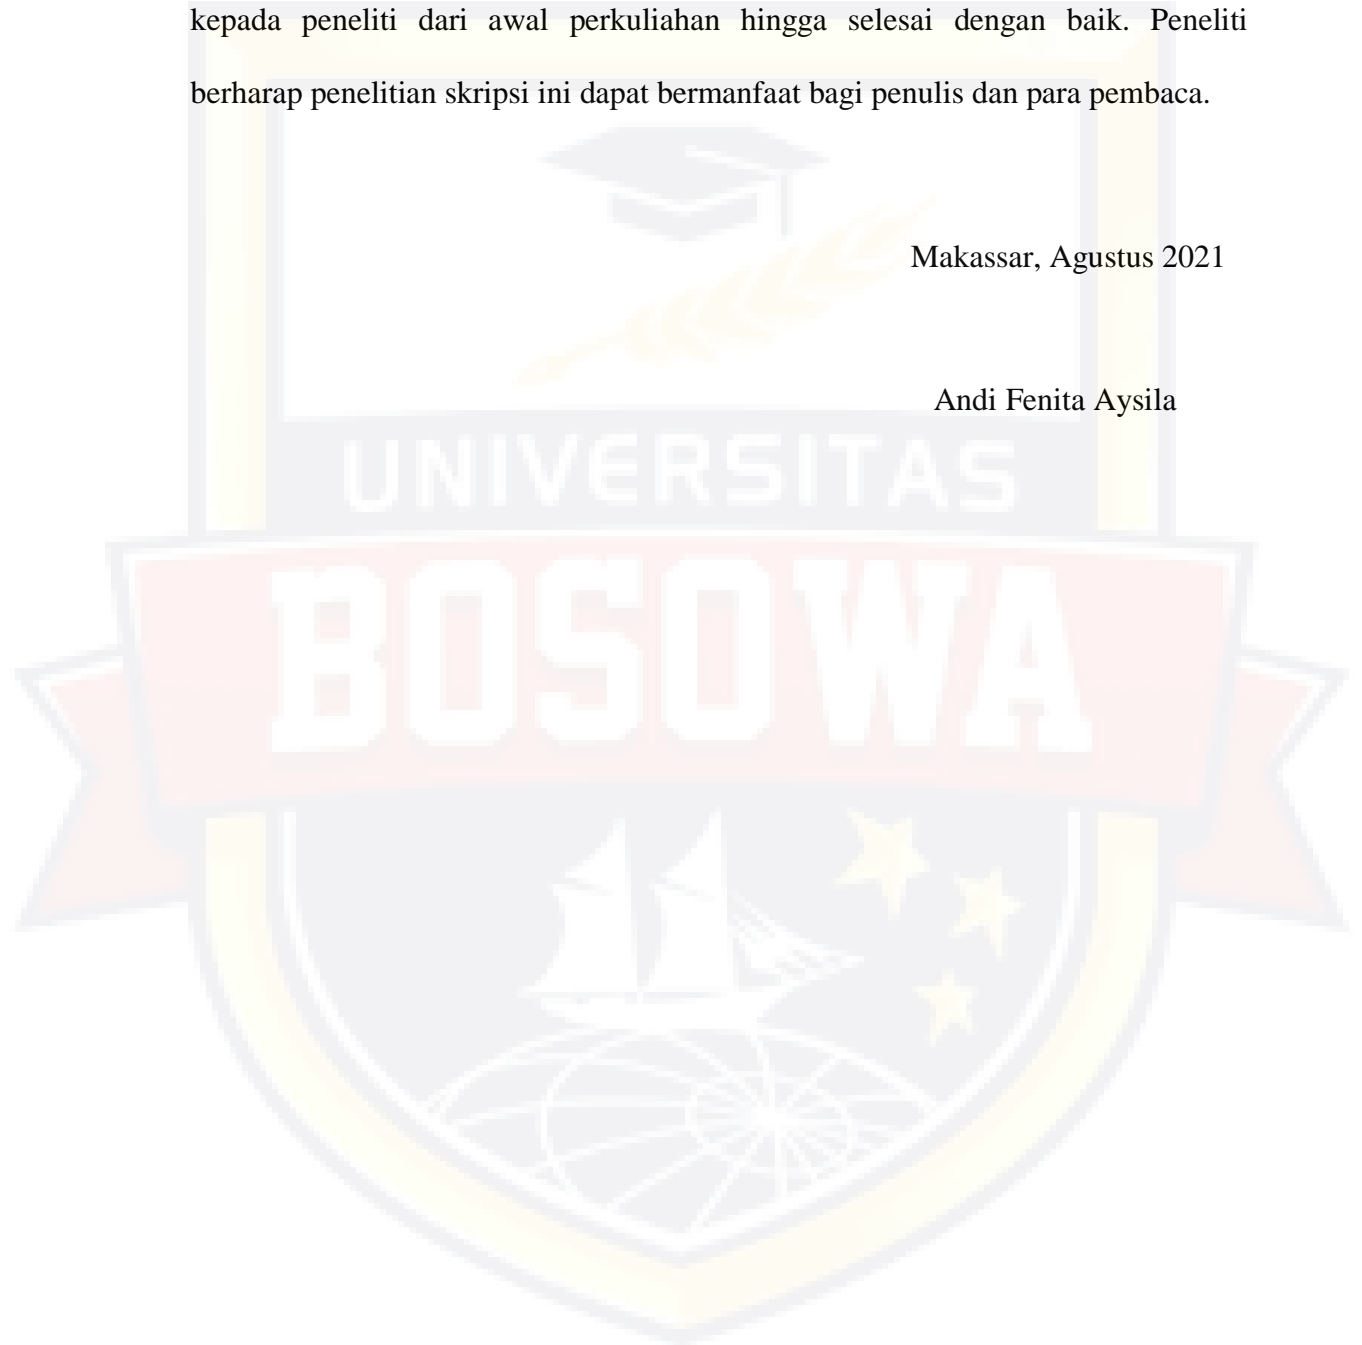 kepada peneliti dari awal perkuliahan hingga selesai dengan baik. Peneliti
berharap penelitian skripsi ini dapat bermanfaat bagi penulis dan para pembaca.
Makassar, Agustus 2021
Andi Fenita Aysila
UNIVERSITAS
BOSOWA